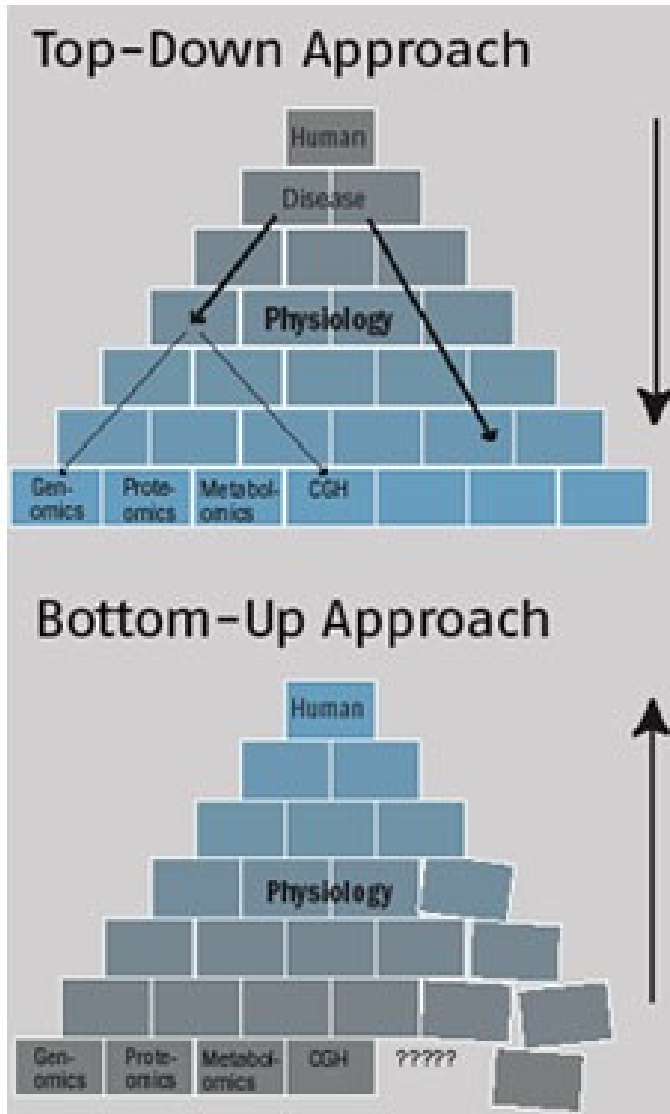 Top-Down Approach
Human
Disease
Physiology
Gen- Prote- Metabol- CGH
omics omics omics
Bottom-Up Approach
Human
Physiology
Gen- Prote- Metabol- CGH ?????
omics omics omics